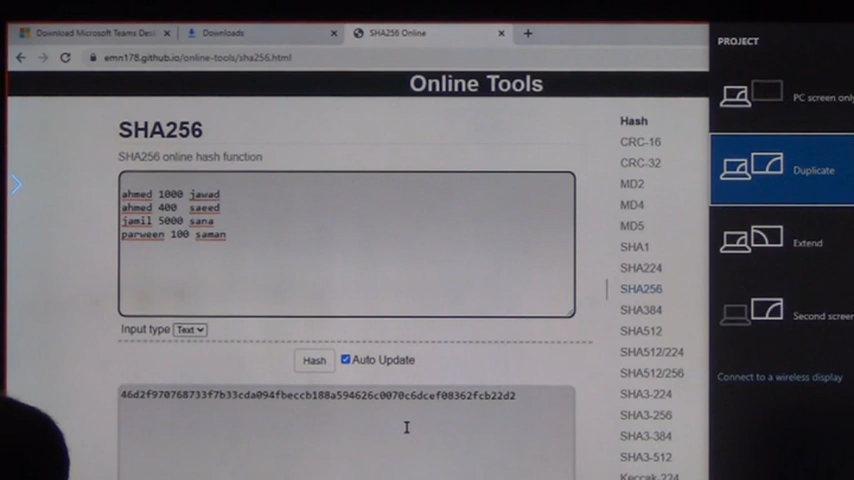 Download Microsoft Teams Des
Downloads
SHA256 Online
emn178.github.io/online-tools/sha256.html
Online Tools
SHA256
SHA256 online hash function
ahmed 1000 jawad
ahmed 400 saeed
jamil 5000 sana
parween 100 saman
Input type Text
Hash
Auto Update
46d2f970768733f7b33cda094fbeccb188a594626c0070c6dcef08362fcb22d2
Hash
CRC-16
CRC-32
MD2
MD4
MD5
SHA1
SHA224
SHA256
SHA384
SHA512
SHA512/224
SHA512/256
SHA3-224
SHA3-256
SHA3-384
SHA3-512
Keccak-224
PROJECT
PC screen only
Duplicate
Extend
Second screen
Connect to a wireless display